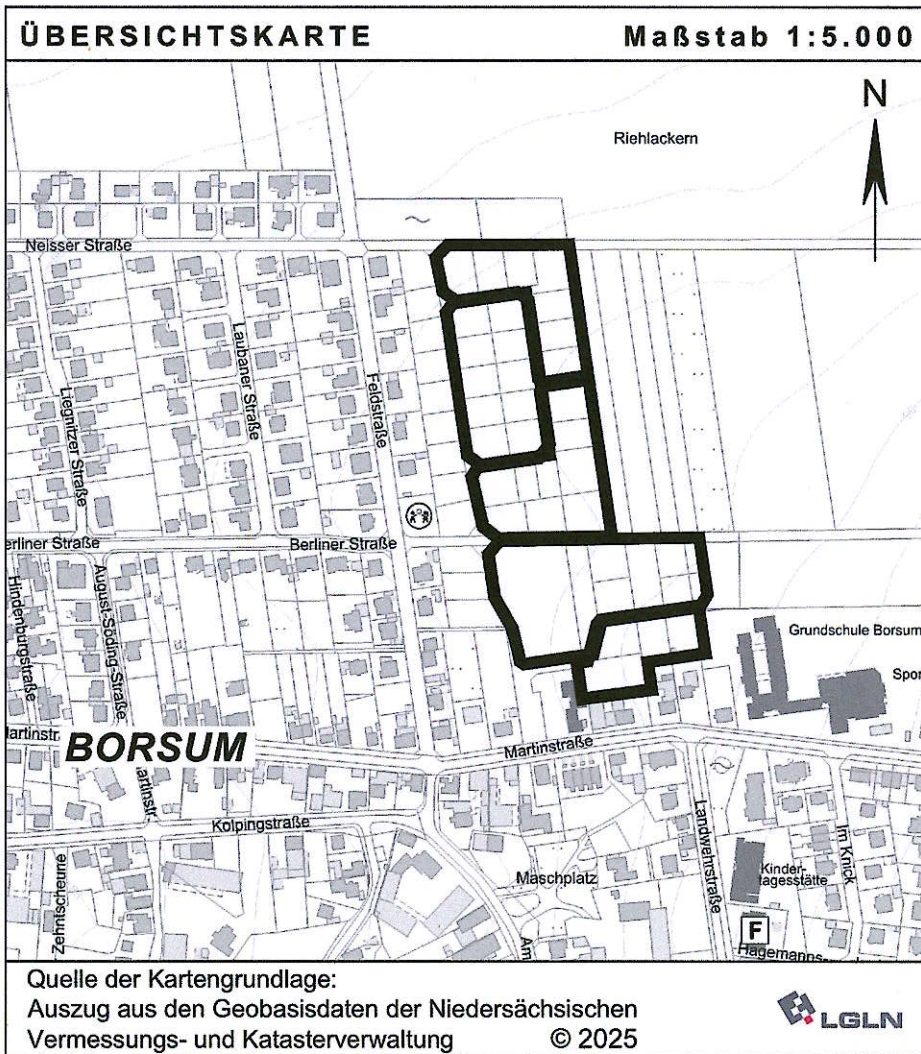 ÜBERSICHTSKARTE Maßstab 1:5.000
N
Riehlackern
Neisser Straße
Laubaner Straße
Liegnitzer Straße
Feldstraße
erliner Straße
Berliner Straße
Hindenburgstraße
August-Söding-Straße
Grundschule Borsum
Spor
artinstr.
BORSUM
artinstr.
Martinstraße
Kolpingstraße
Landwehrstraße
Im Knick
Maschplatz
Kinder-
tagesstätte
Zehntscheurre
Am
F
Hagemanns-
Quelle der Kartengrundlage:
Auszug aus den Geobasisdaten der Niedersächsischen
Vermessungs- und Katasterverwaltung © 2025
LGLN